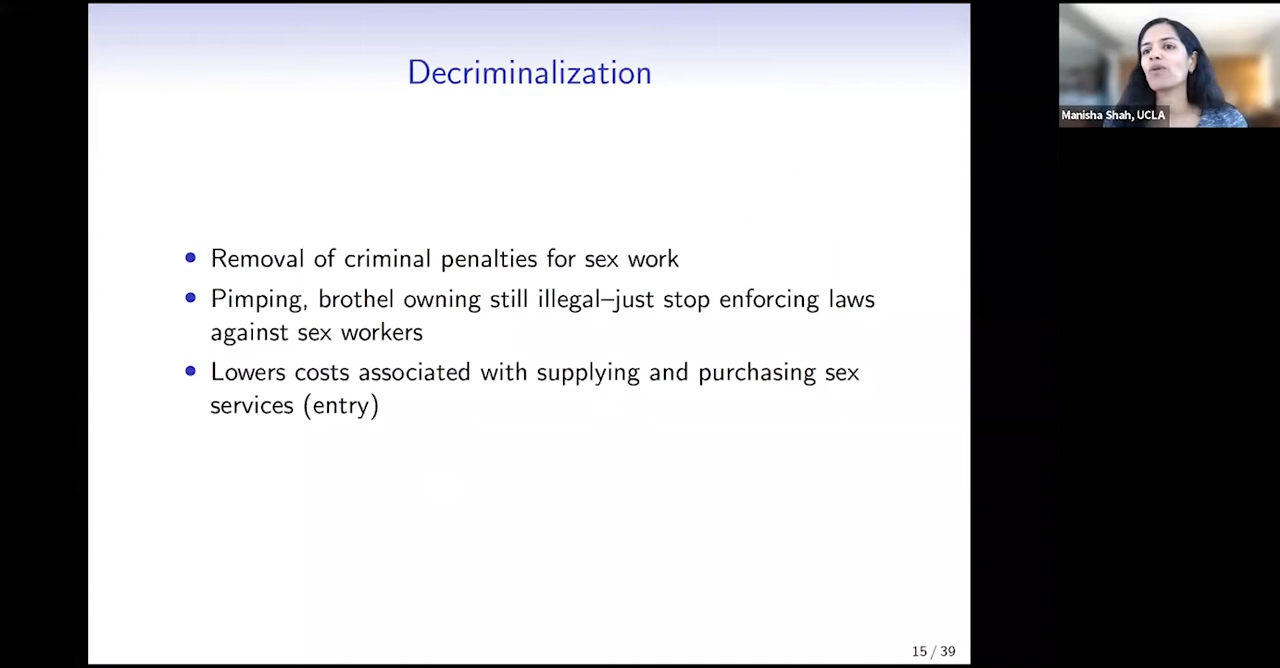 Decriminalization
Manisha Shah, UCLA
• Removal of criminal penalties for sex work
• Pimping, brothel owning still illegal–just stop enforcing laws
against sex workers
• Lowers costs associated with supplying and purchasing sex
services (entry)
15 / 39